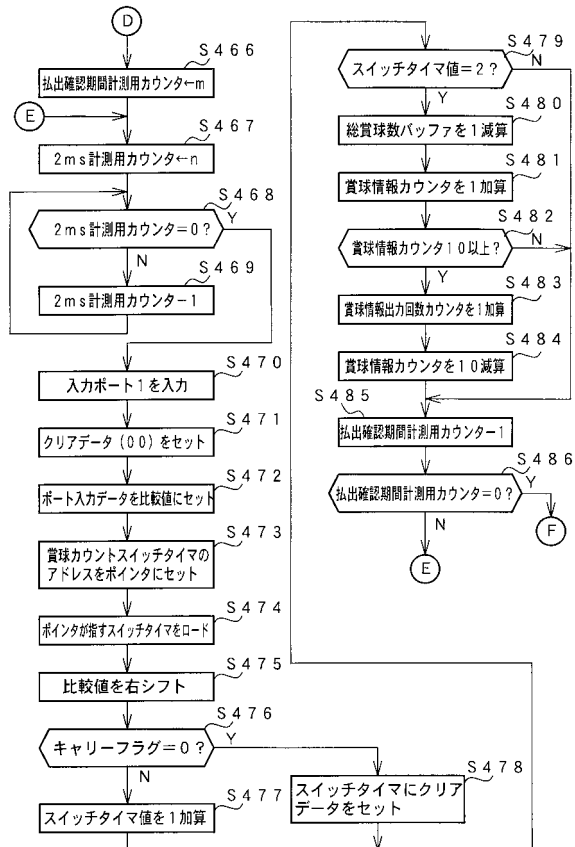 D
S466
払出確認期間計測用カウンタ←m
E
S467
2ms計測用カウンタ←n
S468
2ms計測用カウンタ=0?
Y
N
S469
2ms計測用カウンタ-1
S470
入力ポート1を入力
S471
クリアデータ(00)をセット
S472
ポート入力データを比較値にセット
S473
賞球カウントスイッチタイマの
アドレスをポインタにセット
S474
ポインタが指すスイッチタイマをロード
S475
比較値を右シフト
S476
キャリーフラグ=0?
Y
N
S477
スイッチタイマ値を1加算
S478
スイッチタイマにクリア
データをセット
S479
スイッチタイマ値=2?
N
Y
S480
総賞球数バッファを1減算
S481
賞球情報カウンタを1加算
S482
賞球情報カウンタ10以上?
N
Y
S483
賞球情報出力回数カウンタを1加算
S484
賞球情報カウンタを10減算
S485
払出確認期間計測用カウンタ-1
S486
払出確認期間計測用カウンタ=0?
Y
F
N
E